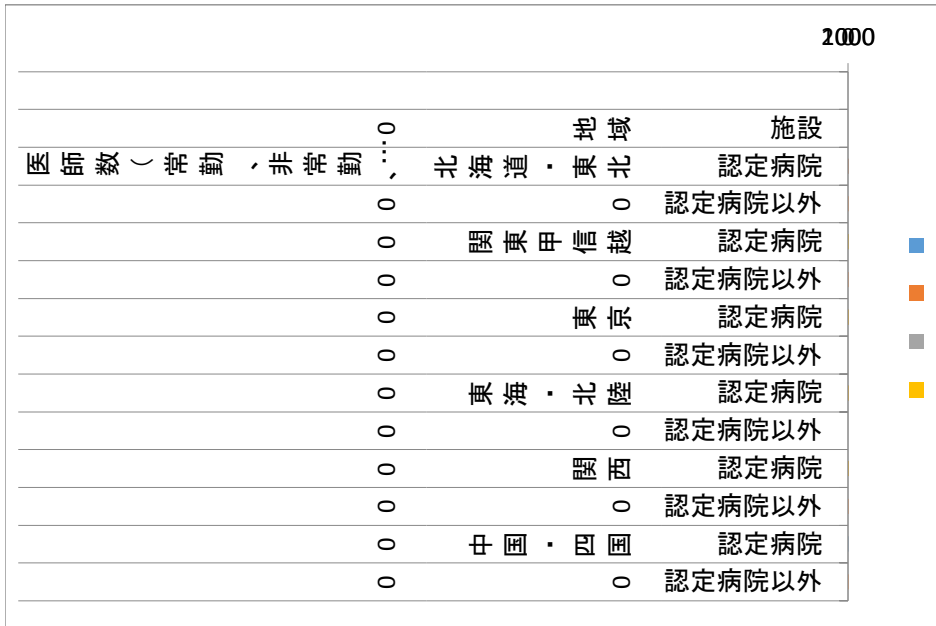 0 地域 施設
医師数(常勤、非常勤、… 北海道・東北 認定病院
0 0 認定病院以外
0 関東甲信越 認定病院
0 0 認定病院以外
0 東京 認定病院
0 0 認定病院以外
0 東海・北陸 認定病院
0 0 認定病院以外
0 関西 認定病院
0 0 認定病院以外
0 中国・四国 認定病院
0 0 認定病院以外